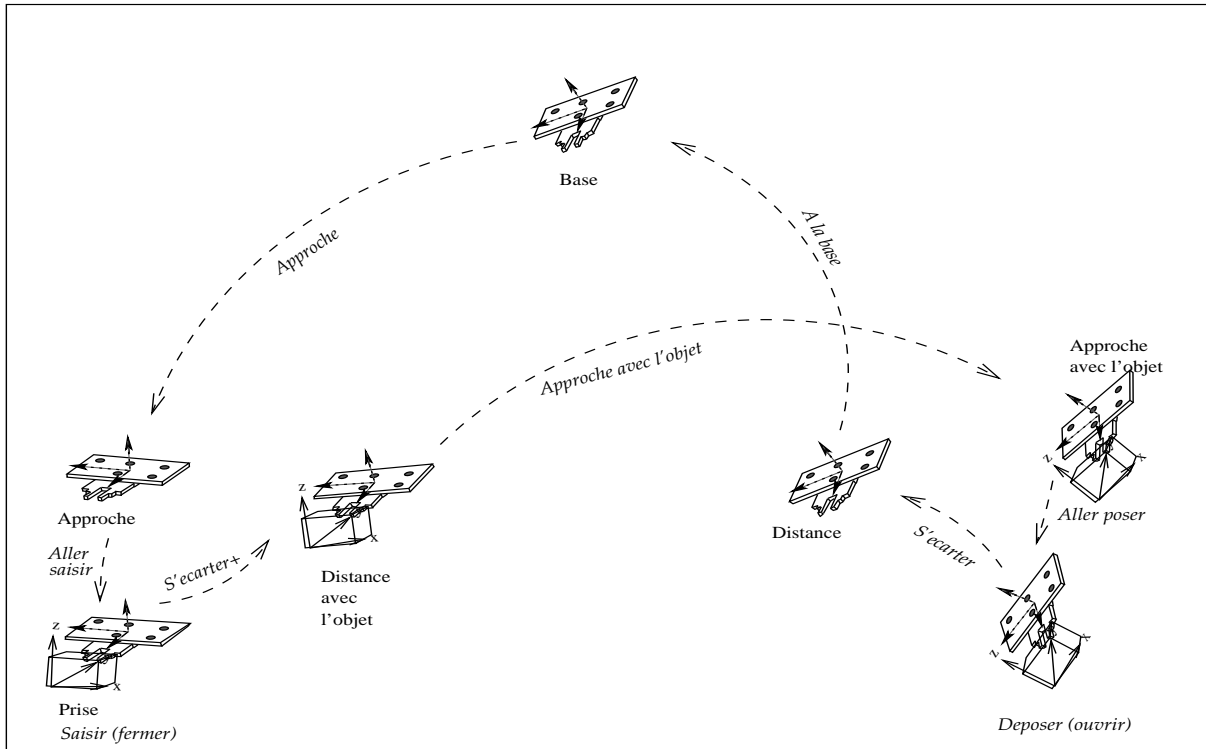 Base
Approche
A la base
Approche avec l'objet
Approche
avec l'objet
z
x
Approche
z
x
Distance
Aller poser
Aller
saisir
S'ecarter+
Distance
avec
l'objet
S'ecarter
z
x
z
x
Prise
Saisir (fermer)
Deposer (ouvrir)